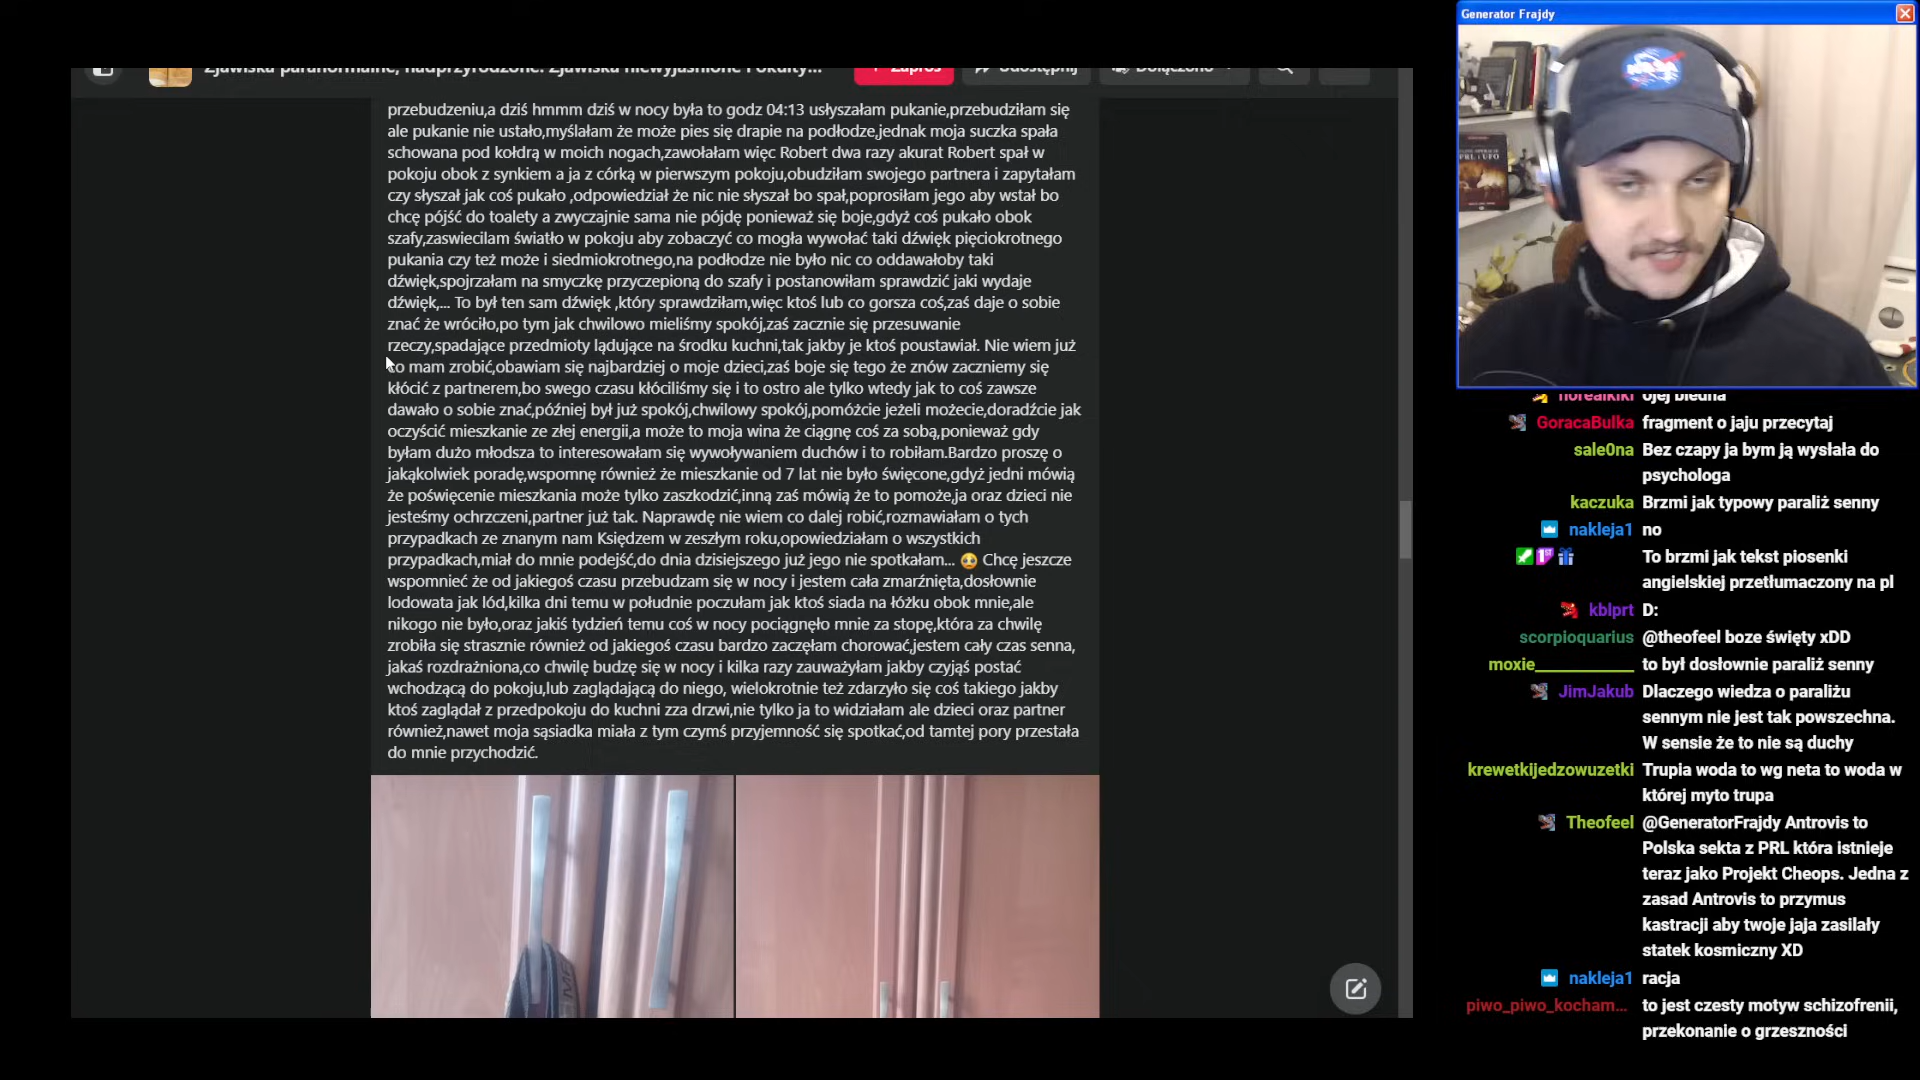 Generator Frajdy
Zjawiska paranormalne, nadprzyrodzone. Zjawiska niewyjaśnione i okulty...
Zaproś
Udostępnij
Dołączono
przebudzeniu,a dziś hmmm dziś w nocy była to godz 04:13 usłyszałam pukanie,przebudziłam się
ale pukanie nie ustało,myślałam że może pies się drapie na podłodze,jednak moja suczka spała
schowana pod kołdrą w moich nogach,zawołałam więc Robert dwa razy akurat Robert spał w
pokoju obok z synkiem a ja z córką w pierwszym pokoju,obudziłam swojego partnera i zapytałam
czy słyszał jak coś pukało ,odpowiedział że nic nie słyszał bo spał,poprosiłam jego aby wstał bo
chcę pójść do toalety a zwyczajnie sama nie pójdę ponieważ się boje,gdyż coś pukało obok
szafy,zaswiecilam światło w pokoju aby zobaczyć co mogła wywołać taki dźwięk pięciokrotnego
pukania czy też może i siedmiokrotnego,na podłodze nie było nic co oddawałoby taki
dźwięk,spojrzałam na smyczkę przyczepioną do szafy i postanowiłam sprawdzić jaki wydaje
dźwięk,... To był ten sam dźwięk ,który sprawdziłam,więc ktoś lub co gorsza coś,zaś daje o sobie
znać że wróciło,po tym jak chwilowo mieliśmy spokój,zaś zacznie się przesuwanie
rzeczy,spadające przedmioty lądujące na środku kuchni,tak jakby je ktoś poustawiał. Nie wiem już
co mam zrobić,obawiam się najbardziej o moje dzieci,zaś boje się tego że znów zaczniemy się
kłócić z partnerem,bo swego czasu kłóciliśmy się i to ostro ale tylko wtedy jak to coś zawsze
dawało o sobie znać,później był już spokój,chwilowy spokój,pomóżcie jeżeli możecie,doradźcie jak
oczyścić mieszkanie ze złej energii,a może to moja wina że ciągnę coś za sobą,ponieważ gdy
byłam dużo młodsza to interesowałam się wywoływaniem duchów i to robiłam.Bardzo proszę o
jakąkolwiek poradę,wspomnę również że mieszkanie od 7 lat nie było święcone,gdyż jedni mówią
że poświęcenie mieszkania może tylko zaszkodzić,inną zaś mówią że to pomoże,ja oraz dzieci nie
jesteśmy ochrzczeni,partner już tak. Naprawdę nie wiem co dalej robić,rozmawiałam o tych
przypadkach ze znanym nam Księdzem w zeszłym roku,opowiedziałam o wszystkich
przypadkach,miał do mnie podejść,do dnia dzisiejszego już jego nie spotkałam... 🥺 Chcę jeszcze
wspomnieć że od jakiegoś czasu przebudzam się w nocy i jestem cała zmarźnięta,dosłownie
lodowata jak lód,kilka dni temu w południe poczułam jak ktoś siada na łóżku obok mnie,ale
nikogo nie było,oraz jakiś tydzień temu coś w nocy pociągnęło mnie za stopę,która za chwilę
zrobiła się strasznie również od jakiegoś czasu bardzo zaczęłam chorować,jestem cały czas senna,
jakaś rozdrażniona,co chwilę budzę się w nocy i kilka razy zauważyłam jakby czyjąś postać
wchodzącą do pokoju,lub zaglądającą do niego, wielokrotnie też zdarzyło się coś takiego jakby
ktoś zaglądał z przedpokoju do kuchni zza drzwi,nie tylko ja to widziałam ale dzieci oraz partner
również,nawet moja sąsiadka miała z tym czymś przyjemność się spotkać,od tamtej pory przestała
do mnie przychodzić.
PRL i UFO
norealkiki ojej biedna
GoracaBulka fragment o jaju przecytaj
sale0na Bez czapy ja bym ją wysłała do
psychologa
kaczuka Brzmi jak typowy paraliż senny
nakleja1 no
To brzmi jak tekst piosenki
angielskiej przetłumaczony na pl
kblprt D:
scorpioquarius @theofeel boze święty xDD
moxie____________ to był dosłownie paraliż senny
JimJakub Dlaczego wiedza o paraliżu
sennym nie jest tak powszechna.
W sensie że to nie są duchy
krewetkijedzowuzetki Trupia woda to wg neta to woda w
której myto trupa
Theofeel @GeneratorFrajdy Antrovis to
Polska sekta z PRL która istnieje
teraz jako Projekt Cheops. Jedna z
zasad Antrovis to przymus
kastracji aby twoje jaja zasilały
statek kosmiczny XD
nakleja1 racja
piwo_piwo_kocham... to jest czesty motyw schizofrenii,
przekonanie o grzeszności